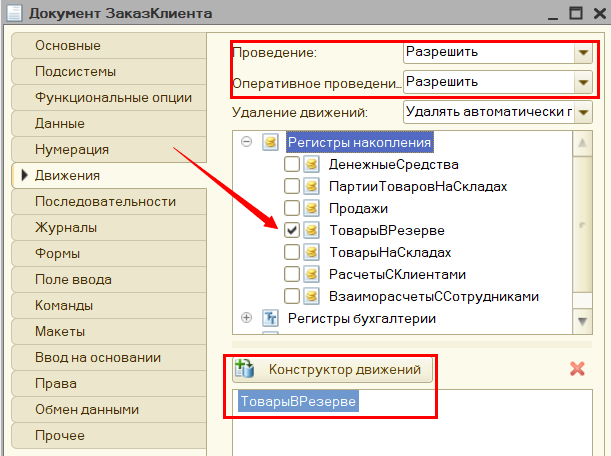 Документ ЗаказКлиента
Основные
Подсистемы
Функциональные опции
Данные
Нумерация
Движения
Последовательности
Журналы
Формы
Поле ввода
Команды
Макеты
Ввод на основании
Права
Обмен данными
Прочее
Проведение: Разрешить
Оперативное проведени... Разрешить
Удаление движений: Удалять автоматически г
Регистры накопления
ДенежныеСредства
ПартииТоваровНаСкладах
Продажи
ТоварыВРезерве
ТоварыНаСкладах
РасчетыСКлиентами
ВзаиморасчетыССотрудниками
Регистры бухгалтерии
Конструктор движений
ТоварыВРезерве